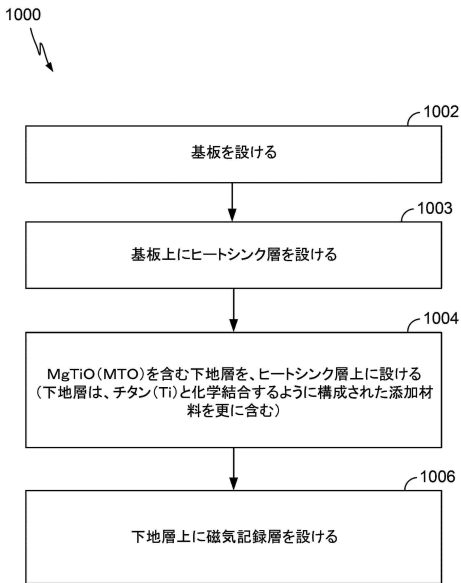 1000
1002
基板を設ける
1003
基板上にヒートシンク層を設ける
1004
MgTiO(MTO)を含む下地層を、ヒートシンク層上に設ける
(下地層は、チタン(Ti)と化学結合するように構成された添加材
料を更に含む)
1006
下地層上に磁気記録層を設ける